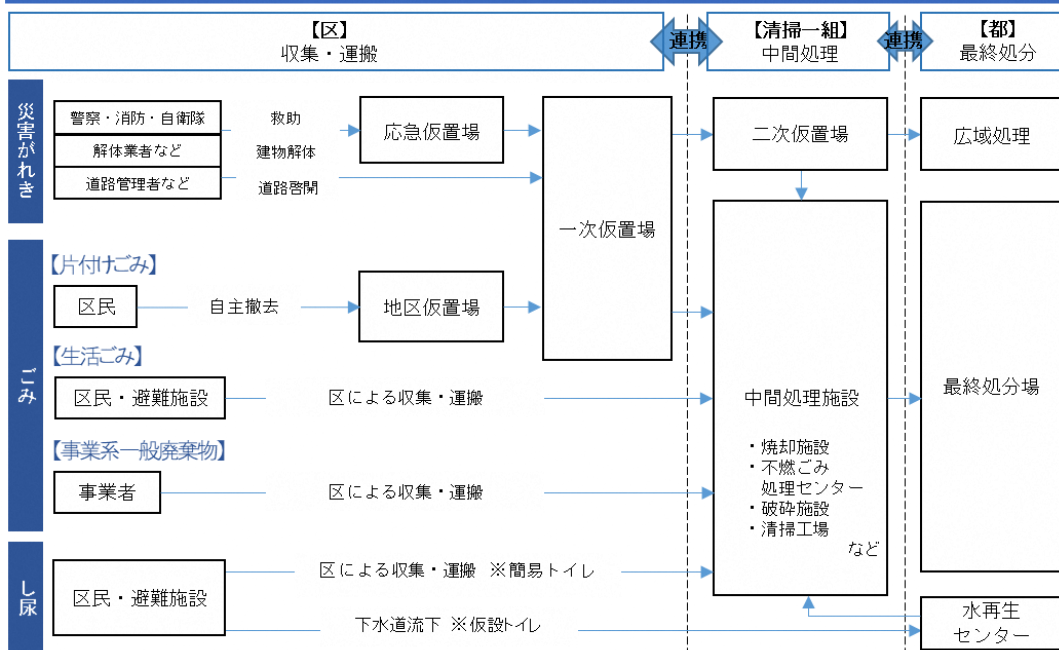 【区】
収集・運搬
連携
【清掃一組】
中間処理
連携
【都】
最終処分
災害がれき
警察・消防・自衛隊
救助
解体業者など
建物解体
道路管理者など
道路啓開
応急仮置場
一次仮置場
二次仮置場
広域処理
ごみ
【片付けごみ】
区民
自主撤去
地区仮置場
【生活ごみ】
区民・避難施設
区による収集・運搬
【事業系一般廃棄物】
事業者
区による収集・運搬
中間処理施設
・焼却施設
・不燃ごみ
処理センター
・破砕施設
・清掃工場
など
最終処分場
し尿
区民・避難施設
区による収集・運搬 ※簡易トイレ
下水道流下 ※仮設トイレ
水再生
センター